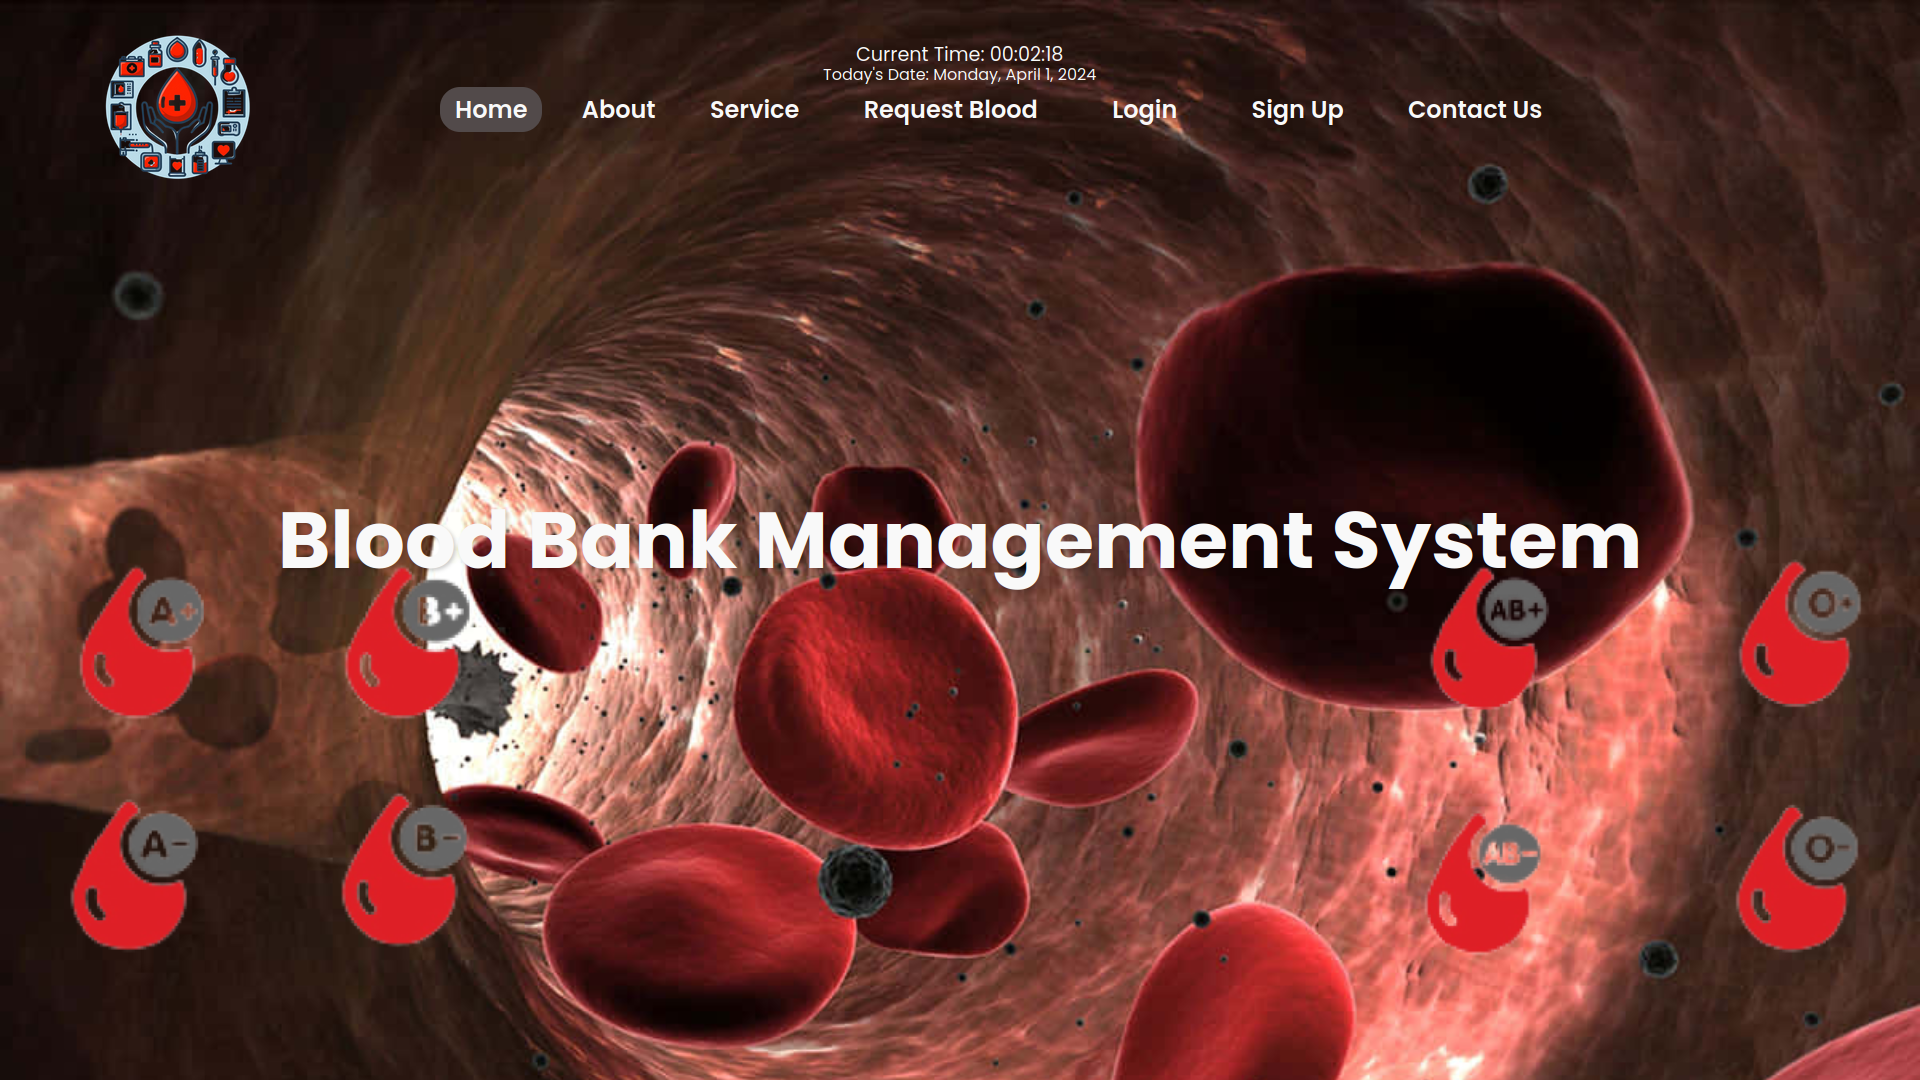 Current Time: 00:02:18
Today's Date: Monday, April 1, 2024
Home About Service Request Blood Login Sign Up Contact Us
Blood Bank Management System
A+ B+ AB+ O+
A- B- AB- O-